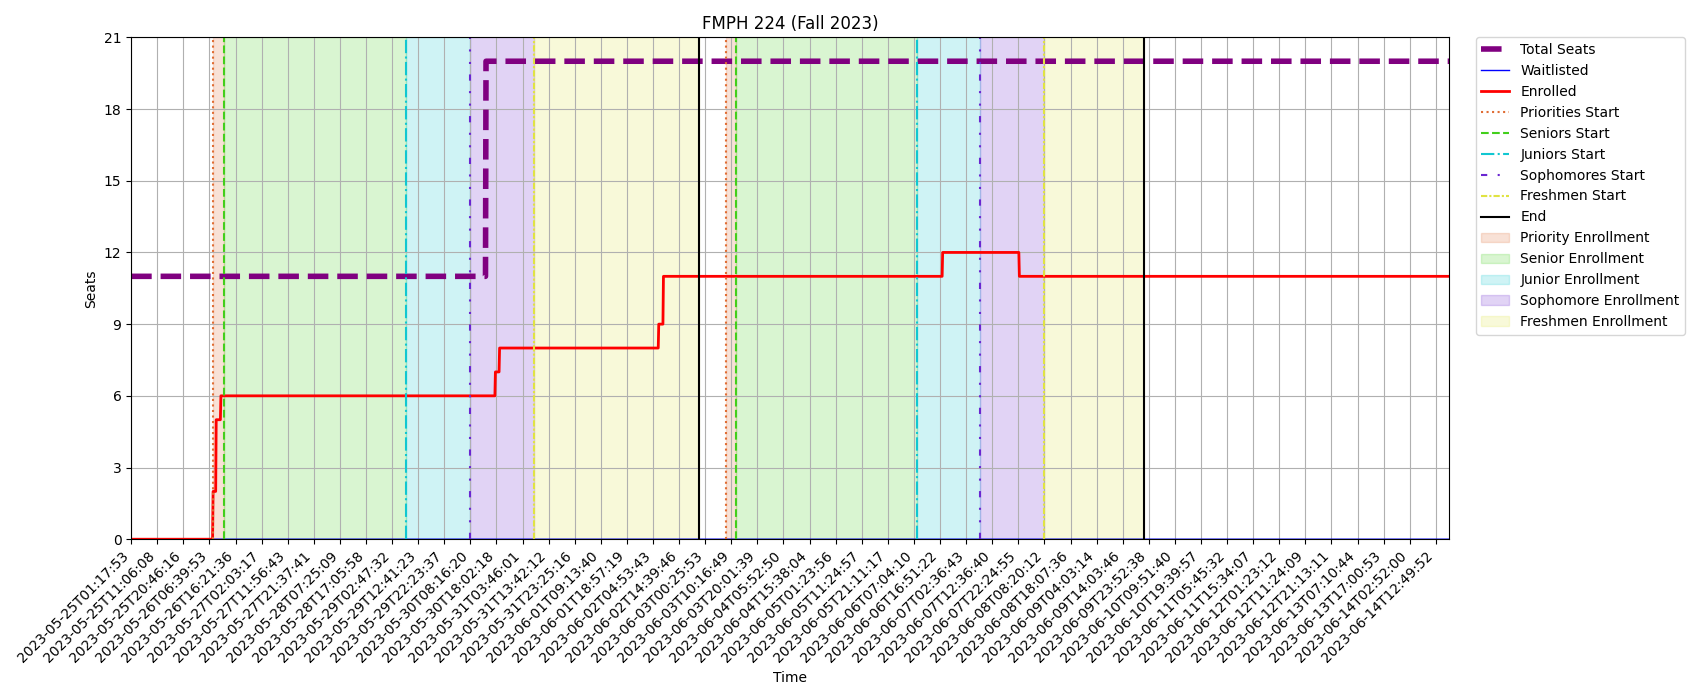 FMPH 224 (Fall 2023)
21
18
15
12
9
6
3
0
Seats
2023-05-25T01:17:53
2023-05-25T11:06:08
2023-05-25T20:46:16
2023-05-26T06:39:53
2023-05-26T16:21:36
2023-05-27T02:03:17
2023-05-27T11:56:43
2023-05-27T21:37:41
2023-05-28T07:25:09
2023-05-28T17:05:58
2023-05-29T02:47:32
2023-05-29T12:41:23
2023-05-29T22:23:37
2023-05-30T08:16:20
2023-05-30T18:02:18
2023-05-31T03:46:01
2023-05-31T13:42:12
2023-05-31T23:25:16
2023-06-01T09:13:40
2023-06-01T18:57:19
2023-06-02T04:53:43
2023-06-02T14:39:46
2023-06-03T00:25:53
2023-06-03T10:16:49
2023-06-03T20:01:39
2023-06-04T05:52:50
2023-06-04T15:38:04
2023-06-05T01:23:56
2023-06-05T11:24:57
2023-06-05T21:11:17
2023-06-06T07:04:10
2023-06-06T16:51:22
2023-06-07T02:36:43
2023-06-07T12:36:40
2023-06-07T22:24:55
2023-06-08T08:20:12
2023-06-08T18:07:36
2023-06-09T04:03:14
2023-06-09T14:03:46
2023-06-09T23:52:38
2023-06-10T09:51:40
2023-06-10T19:39:57
2023-06-11T05:45:32
2023-06-11T15:34:07
2023-06-12T01:23:12
2023-06-12T11:24:09
2023-06-12T21:13:11
2023-06-13T07:10:44
2023-06-13T17:00:53
2023-06-14T02:52:00
2023-06-14T12:49:52
Time
Total Seats
Waitlisted
Enrolled
Priorities Start
Seniors Start
Juniors Start
Sophomores Start
Freshmen Start
End
Priority Enrollment
Senior Enrollment
Junior Enrollment
Sophomore Enrollment
Freshmen Enrollment